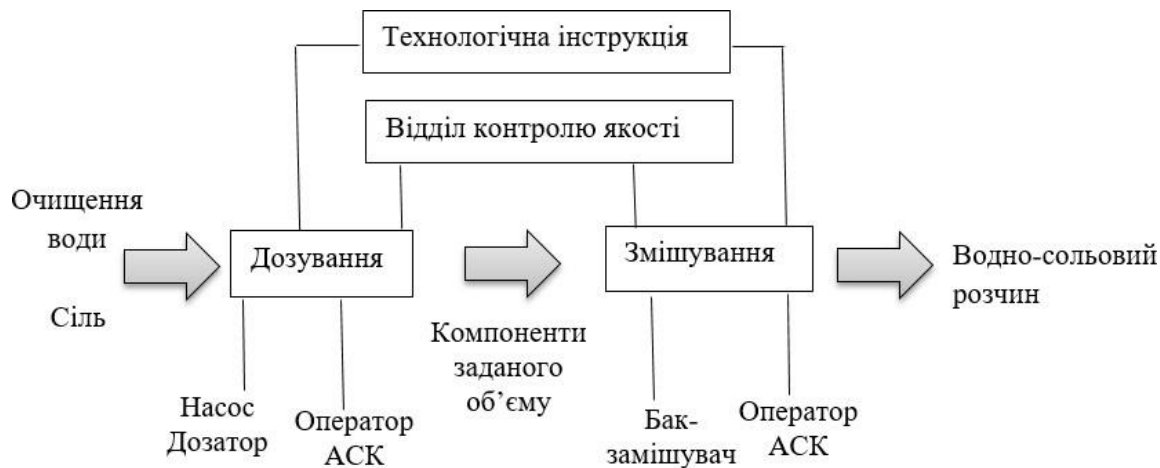 Технологічна інструкція
Відділ контролю якості
Очищення
води
Сіль
Дозування
Змішування
Водно-сольовий
розчин
Компоненти
заданого
об’єму
Насос
Дозатор
Оператор
АСК
Бак-
замішувач
Оператор
АСК